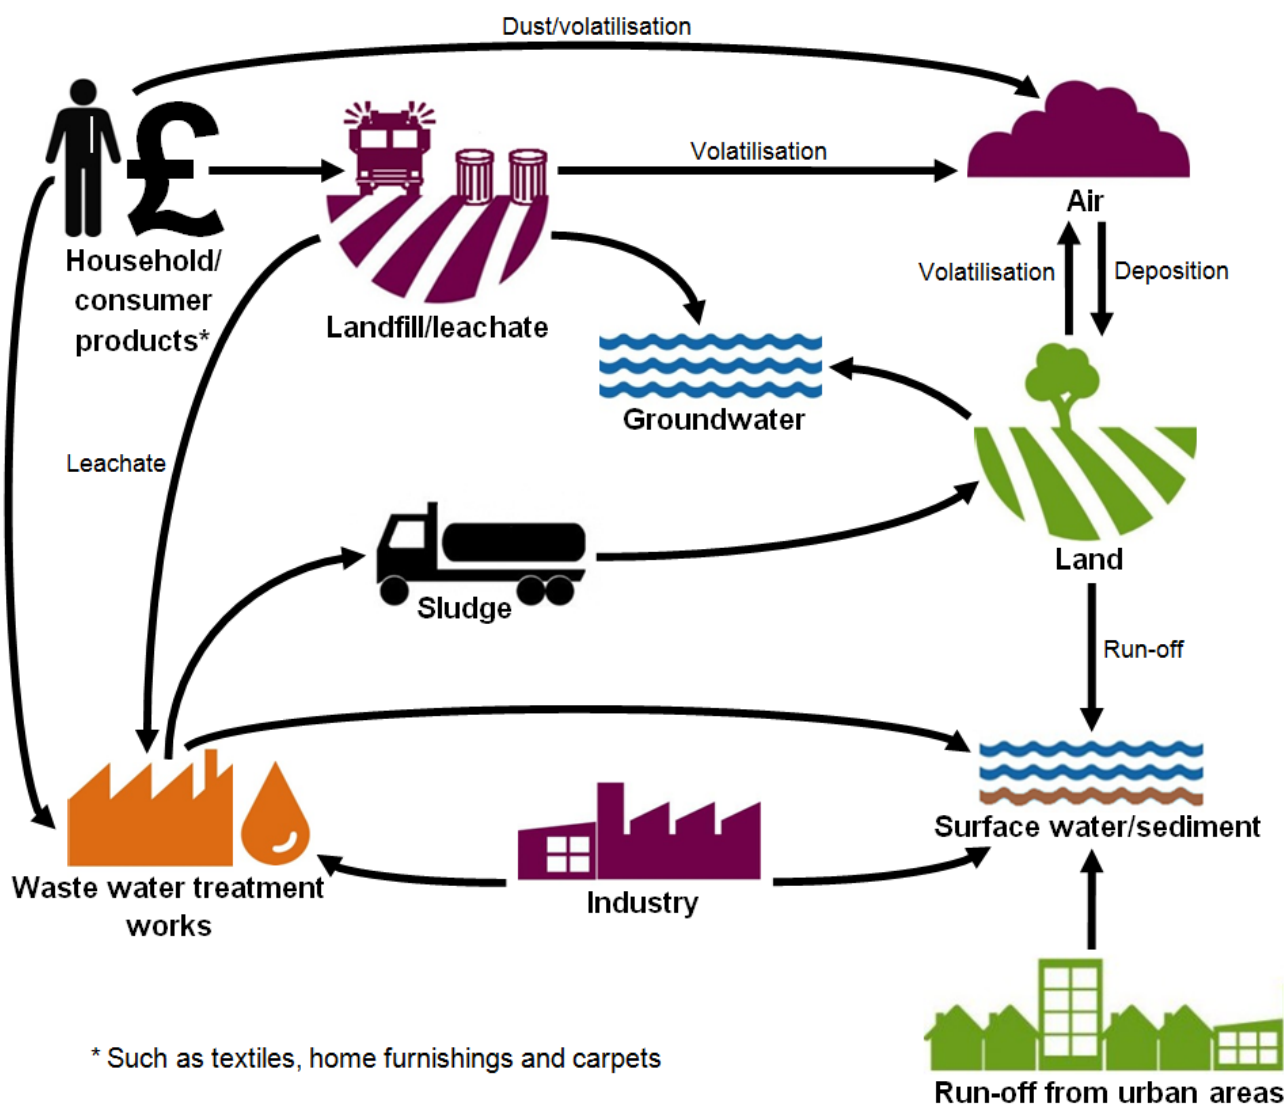 Dust/volatilisation
Volatilisation
Air
Household/
consumer
products*
Landfill/leachate
Volatilisation
Deposition
Groundwater
Leachate
Land
Sludge
Run-off
Surface water/sediment
Waste water treatment
works
Industry
* Such as textiles, home furnishings and carpets
Run-off from urban areas